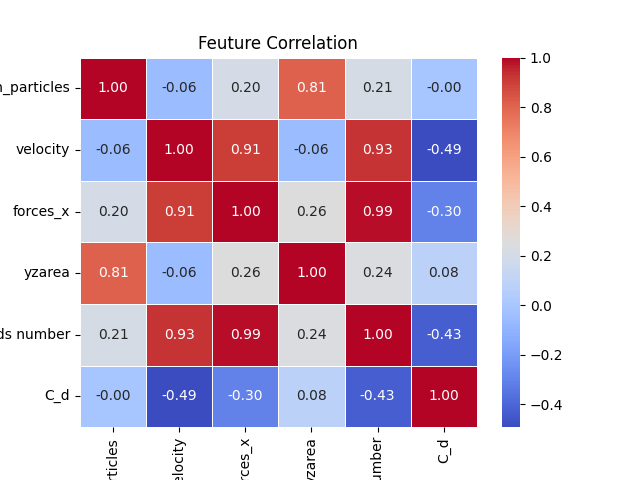 Feuture Correlation
n_particles 1.00 -0.06 0.20 0.81 0.21 -0.00
velocity -0.06 1.00 0.91 -0.06 0.93 -0.49
forces_x 0.20 0.91 1.00 0.26 0.99 -0.30
yzarea 0.81 -0.06 0.26 1.00 0.24 0.08
ds number 0.21 0.93 0.99 0.24 1.00 -0.43
C_d -0.00 -0.49 -0.30 0.08 -0.43 1.00
rticles
elocity
rces_x
yzarea
umber
C_d
1.0
0.8
0.6
0.4
0.2
0.0
−0.2
−0.4